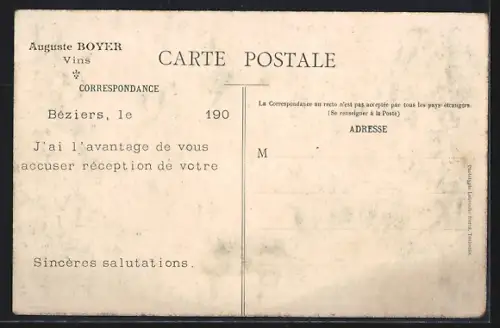 Auguste BOYER
Vins
CARTE POSTALE
CORRESPONDANCE
Béziers, le 190
J'ai l'avantage de vous
accuser réception de votre
Sincères salutations.
La Correspondance au recto n'est pas acceptée par tous les pays étrangers.
(Se renseigner à la Poste)
ADRESSE
M